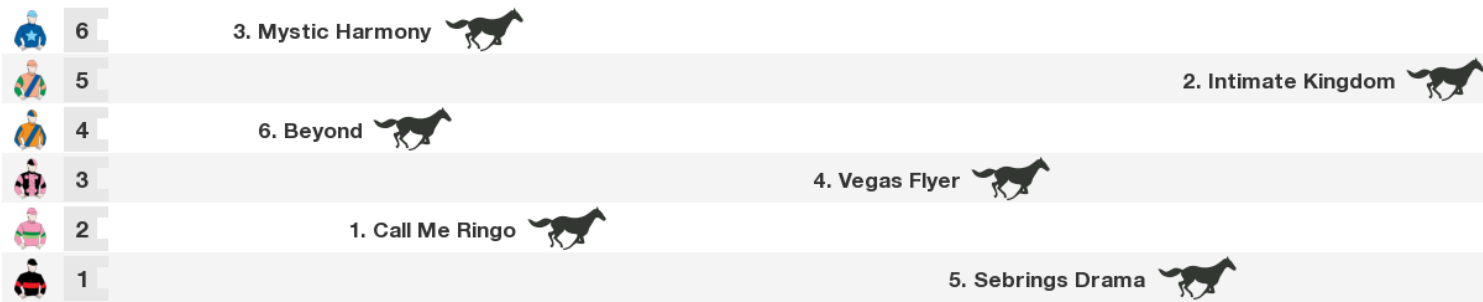 6 3. Mystic Harmony
5 2. Intimate Kingdom
4 6. Beyond
3 4. Vegas Flyer
2 1. Call Me Ringo
1 5. Sebrings Drama